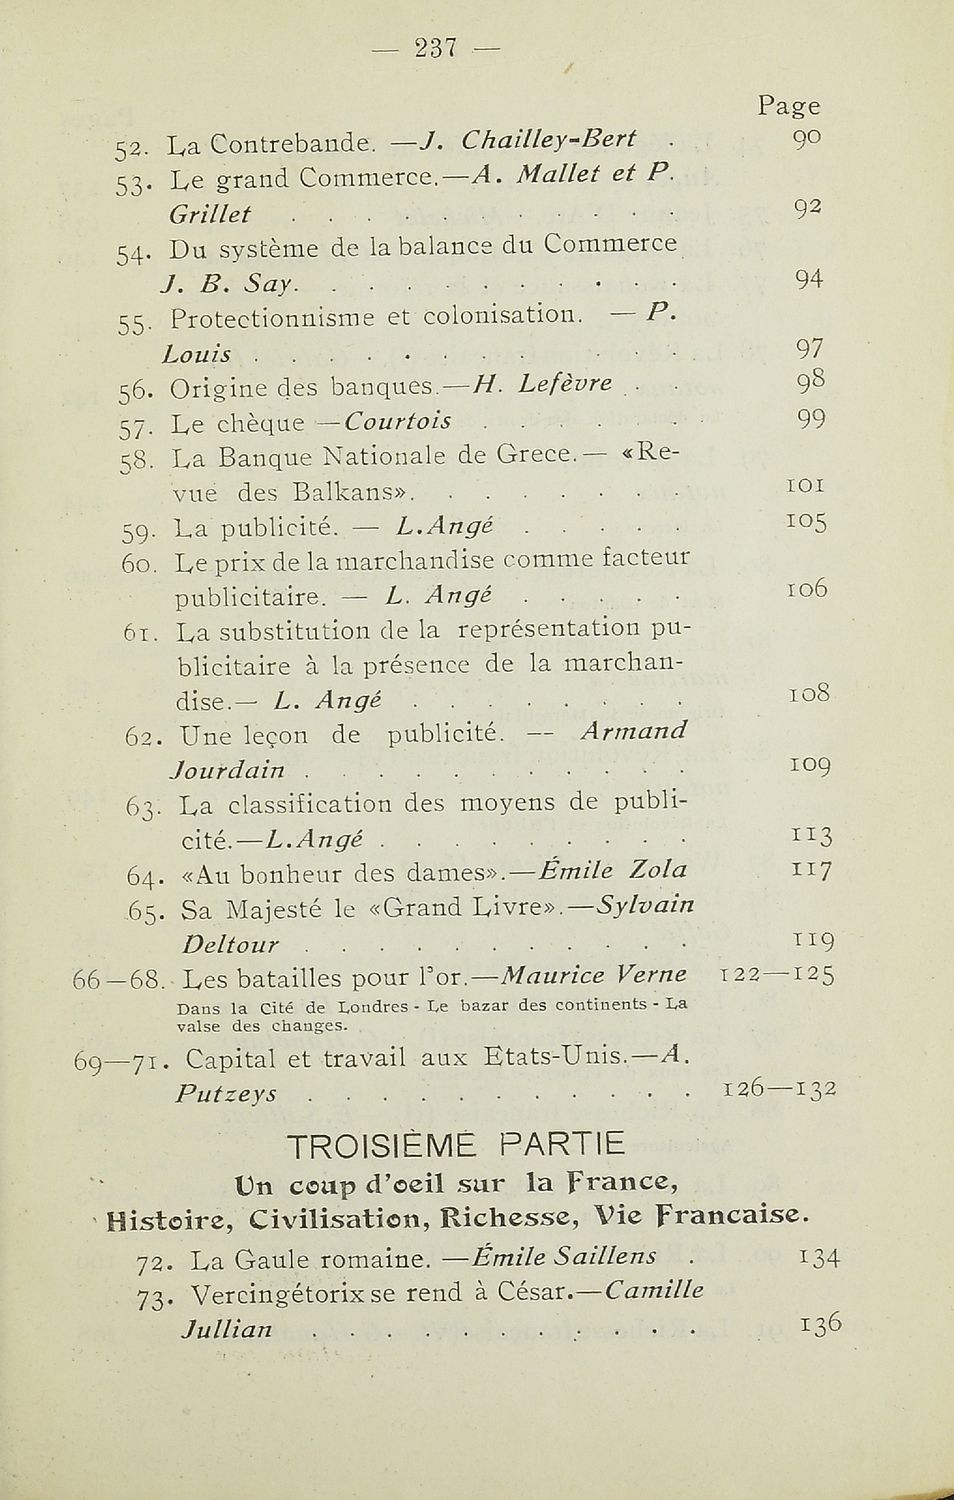 — 237 —
Page
52. La Contrebande. —J. Chailley-Bert . 90
53. Le grand Commerce.—A. Mallet et P.
Grillet . . . . . . . . . . . 92
54. Du système de la balance du Commerce
J. B. Say. . . . . . . . . . . 94
55. Protectionnisme et colonisation. — P.
Louis . . . . . . . . . . . 97
56. Origine des banques.—H. Lefèvre . . 98
57. Le chèque —Courtois . . . . . . . 99
58. La Banque Nationale de Grece.— «Re-
vue des Balkans». . . . . . . . 101
59. La publicité. — L.Angé . . . . . 105
60. Le prix de la marchandise comme facteur
publicitaire. — L. Angé . . . . . 106
61. La substitution de la représentation pu-
blicitaire à la présence de la marchan-
dise.— L. Angé . . . . . . . . 108
62. Une leçon de publicité. — Armand
Jourdain . . . . . . . . . . . 109
63. La classification des moyens de publi-
cité.—L.Angé . . . . . . . . . 113
64. «Au bonheur des dames».—Émile Zola 117
65. Sa Majesté le «Grand Livre».—Sylvain
Deltour . . . . . . . . . . . 119
66—68. Les batailles pour l'or.—Maurice Verne 122—125
Dans la Cité de Londres - Le bazar des continents - La
valse des changes.
69—71. Capital et travail aux Etats-Unis.—A.
Putzeys . . . . . . . . . . . 126—132
TROISIÈME PARTIE
Un coup d'oeil sur la France,
Histoire, Civilisation, Richesse, Vie Francaise.
72. La Gaule romaine. —Émile Saillens . 134
73. Vercingétorix se rend à César.—Camille
Jullian . . . . . . . . . . . 136